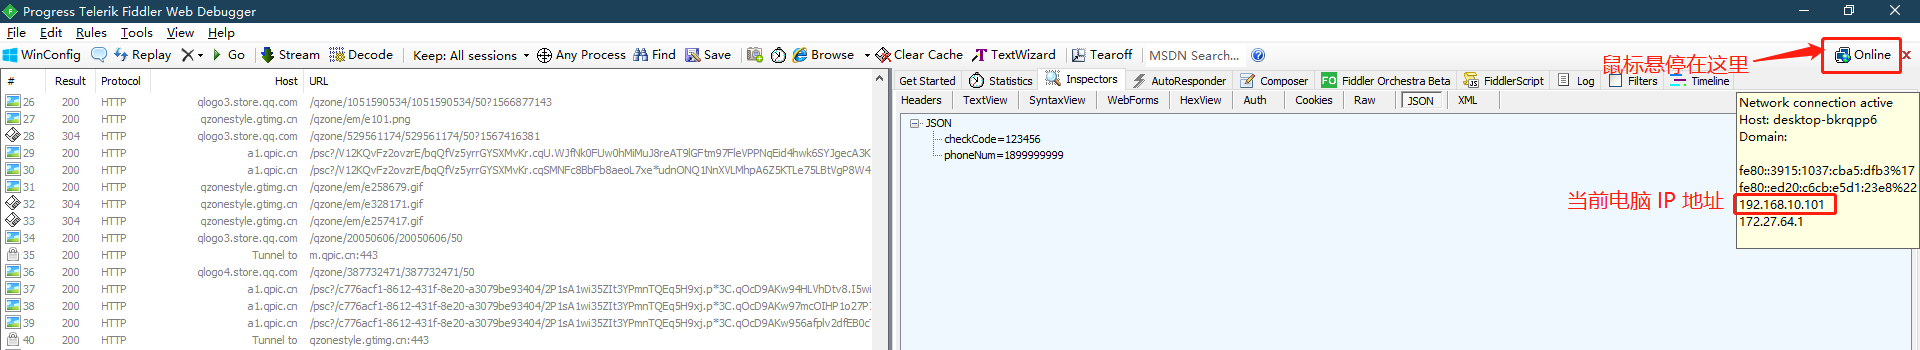 Progress Telerik Fiddler Web Debugger
File Edit Rules Tools View Help
WinConfig Replay Go Stream Decode Keep: All sessions Any Process Find Save Browse Clear Cache TextWizard Tearoff MSDN Search... Online
鼠标悬停在这里
# Result Protocol Host URL
26 200 HTTP qlogo3.store.qq.com /qzone/1051590534/1051590534/50?1566877143
27 200 HTTP qzonestyle.gtimg.cn /qzone/em/e101.png
28 304 HTTP qlogo3.store.qq.com /qzone/529561174/529561174/50?1567416381
29 200 HTTP a1.qpic.cn /psc?/V12KQvFz2ovzrE/bqQfVz5yrrGYSXMvKr.cqU.WJfNk0FUw0hMiMuJ8reAT9lGFtm97FleVPPNqEid4hwk6SYJgecA3K
30 200 HTTP a1.qpic.cn /psc?/V12KQvFz2ovzrE/bqQfVz5yrrGYSXMvKr.cqSMNFc8BbFb8aeoL7xe*udnONQ1NnXVLMhpA6Z5KTLe75LBtVgP8W4
31 200 HTTP qzonestyle.gtimg.cn /qzone/em/e258679.gif
32 304 HTTP qzonestyle.gtimg.cn /qzone/em/e328171.gif
33 304 HTTP qzonestyle.gtimg.cn /qzone/em/e257417.gif
34 200 HTTP qlogo3.store.qq.com /qzone/20050606/20050606/50
35 200 HTTP Tunnel to m.qpic.cn:443
36 200 HTTP qlogo4.store.qq.com /qzone/387732471/387732471/50
37 200 HTTP a1.qpic.cn /psc?/c776acf1-8612-431f-8e20-a3079be93404/2P1sA1wi35ZIt3YPmnTQEq5H9xj.p*3C.qOcD9AKw94HLVhDtv8.I5wi
38 200 HTTP a1.qpic.cn /psc?/c776acf1-8612-431f-8e20-a3079be93404/2P1sA1wi35ZIt3YPmnTQEq5H9xj.p*3C.qOcD9AKw97mcOIHP1o27P
39 200 HTTP a1.qpic.cn /psc?/c776acf1-8612-431f-8e20-a3079be93404/2P1sA1wi35ZIt3YPmnTQEq5H9xj.p*3C.qOcD9AKw956afplv2dfEB0c
40 200 HTTP Tunnel to qzonestyle.gtimg.cn:443
Get Started Statistics Inspectors AutoResponder Composer FO Fiddler Orchestra Beta FiddlerScript Log Filters Timeline
Headers TextView SyntaxView WebForms HexView Auth Cookies Raw JSON XML
JSON
checkCode=123456
phoneNum=1899999999
Network connection active
Host: desktop-bkrqpp6
Domain:
fe80::3915:1037:cba5:dfb3%17
fe80::ed20:c6cb:e5d1:23e8%22
当前电脑 IP 地址
192.168.10.101
172.27.64.1